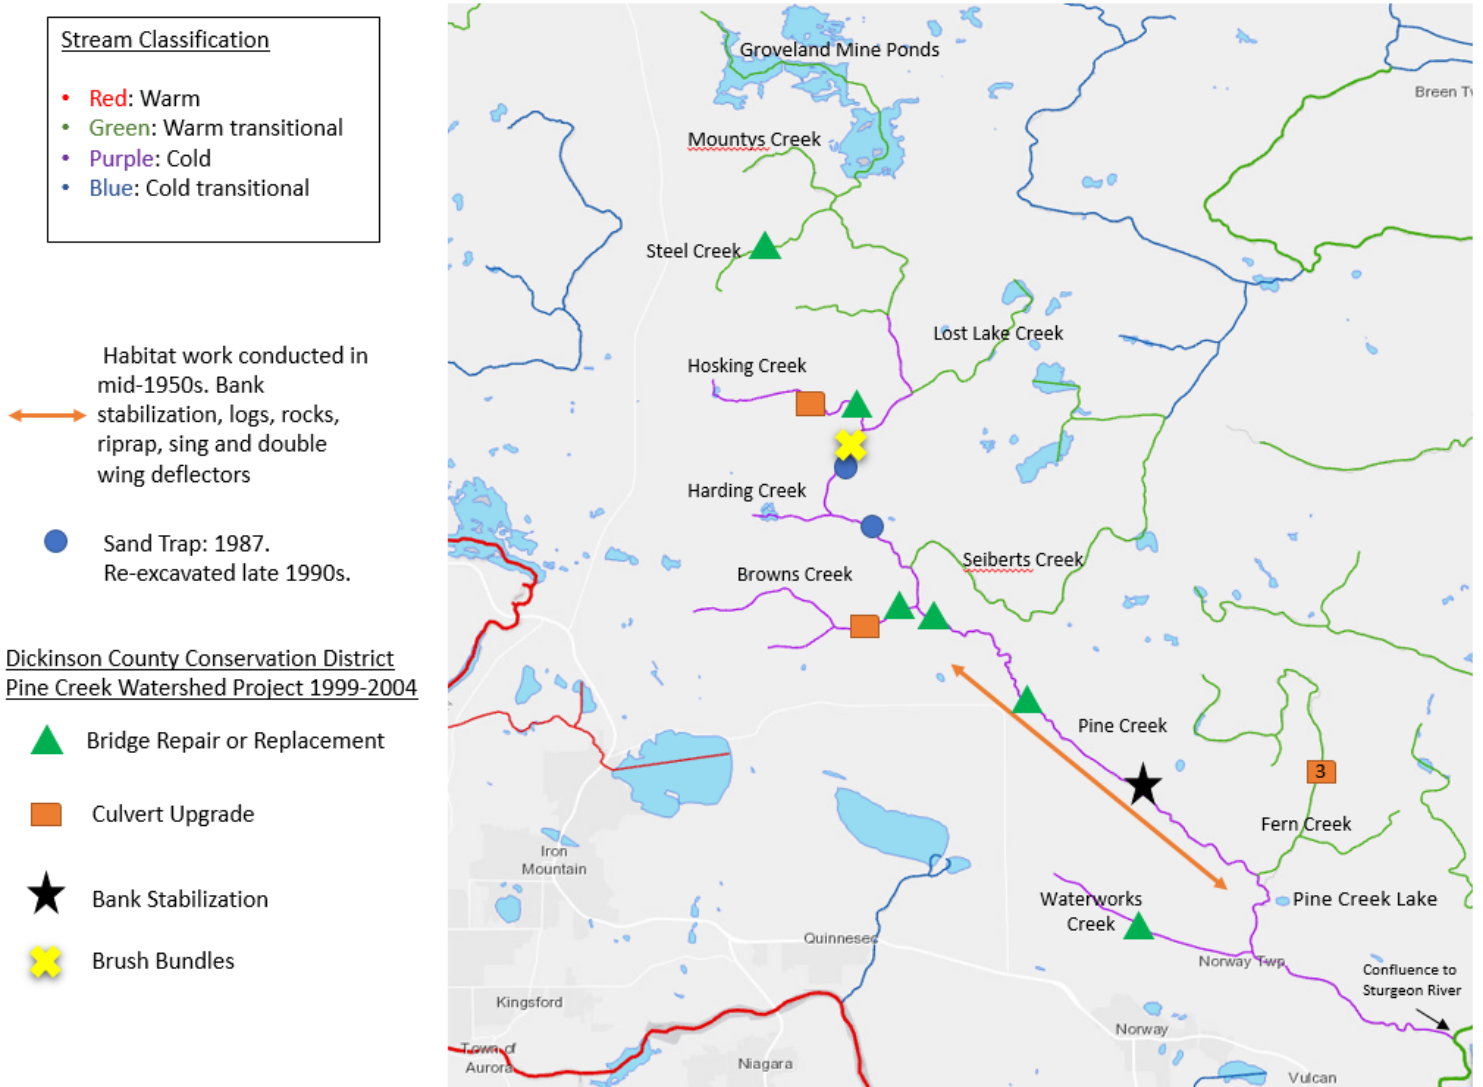 Stream Classification
Red: Warm
Green: Warm transitional
Purple: Cold
Blue: Cold transitional
Habitat work conducted in
mid-1950s. Bank
stabilization, logs, rocks,
riprap, sing and double
wing deflectors
Sand Trap: 1987.
Re-excavated late 1990s.
Dickinson County Conservation District
Pine Creek Watershed Project 1999-2004
Bridge Repair or Replacement
Culvert Upgrade
Bank Stabilization
Brush Bundles
Groveland Mine Ponds
Breen Tw
Mountys Creek
Steel Creek
Lost Lake Creek
Hosking Creek
Harding Creek
Seiberts Creek
Browns Creek
Pine Creek
3
Fern Creek
Iron
Mountain
Waterworks
Creek
Pine Creek Lake
Quinnesec
Norway Twp
Confluence to
Sturgeon River
Kingsford
Norway
Town of
Aurora
Niagara
Vulcan